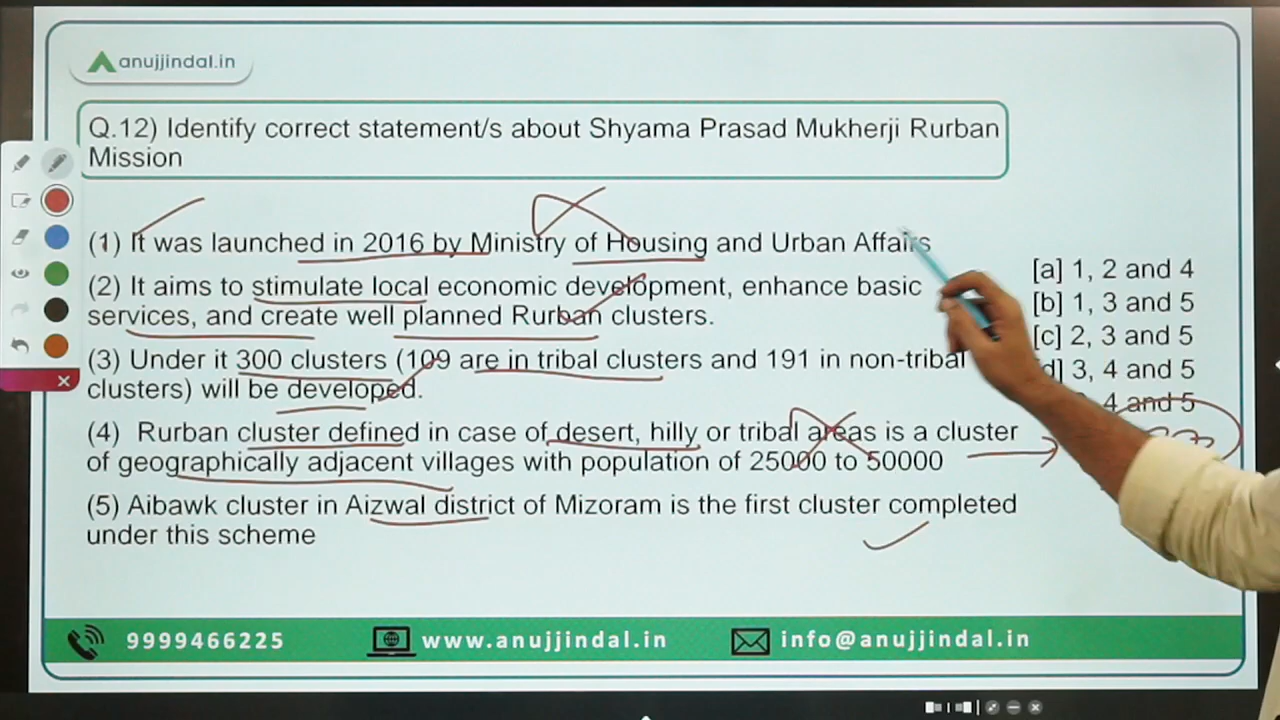 anujjindal.in
Q.12) Identify correct statement/s about Shyama Prasad Mukherji Rurban
Mission
(1) It was launched in 2016 by Ministry of Housing and Urban Affairs
(2) It aims to stimulate local economic development, enhance basic
services, and create well planned Rurban clusters.
(3) Under it 300 clusters (109 are in tribal clusters and 191 in non-tribal
clusters) will be developed.
(4) Rurban cluster defined in case of desert, hilly or tribal areas is a cluster
of geographically adjacent villages with population of 25000 to 50000
(5) Aibawk cluster in Aizwal district of Mizoram is the first cluster completed
under this scheme
[a] 1, 2 and 4
[b] 1, 3 and 5
[c] 2, 3 and 5
d] 3, 4 and 5
4 and 5
9999466225
www.anujjindal.in
info@anujjindal.in